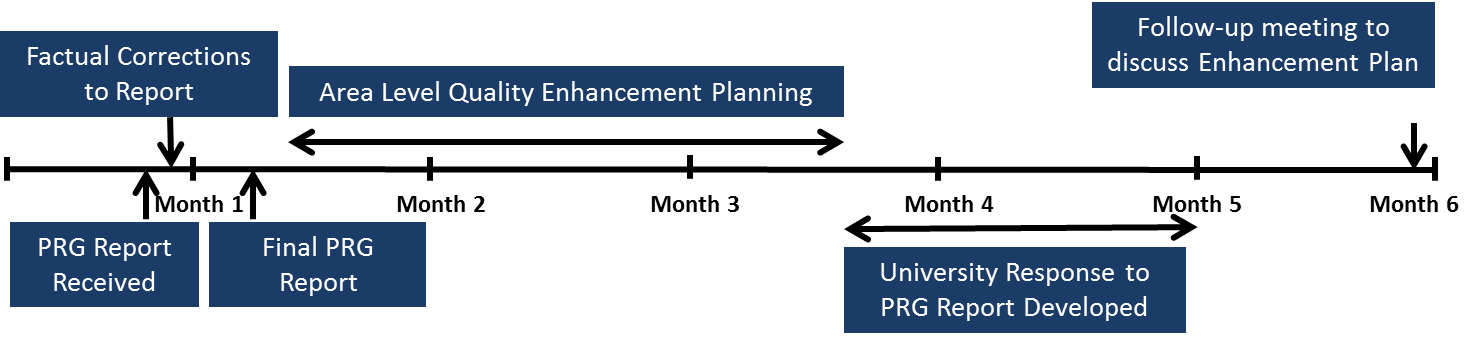 Factual Corrections
to Report
Area Level Quality Enhancement Planning
Follow-up meeting to
discuss Enhancement Plan
Month 1
Month 2
Month 3
Month 4
Month 5
Month 6
PRG Report
Received
Final PRG
Report
University Response to
PRG Report Developed